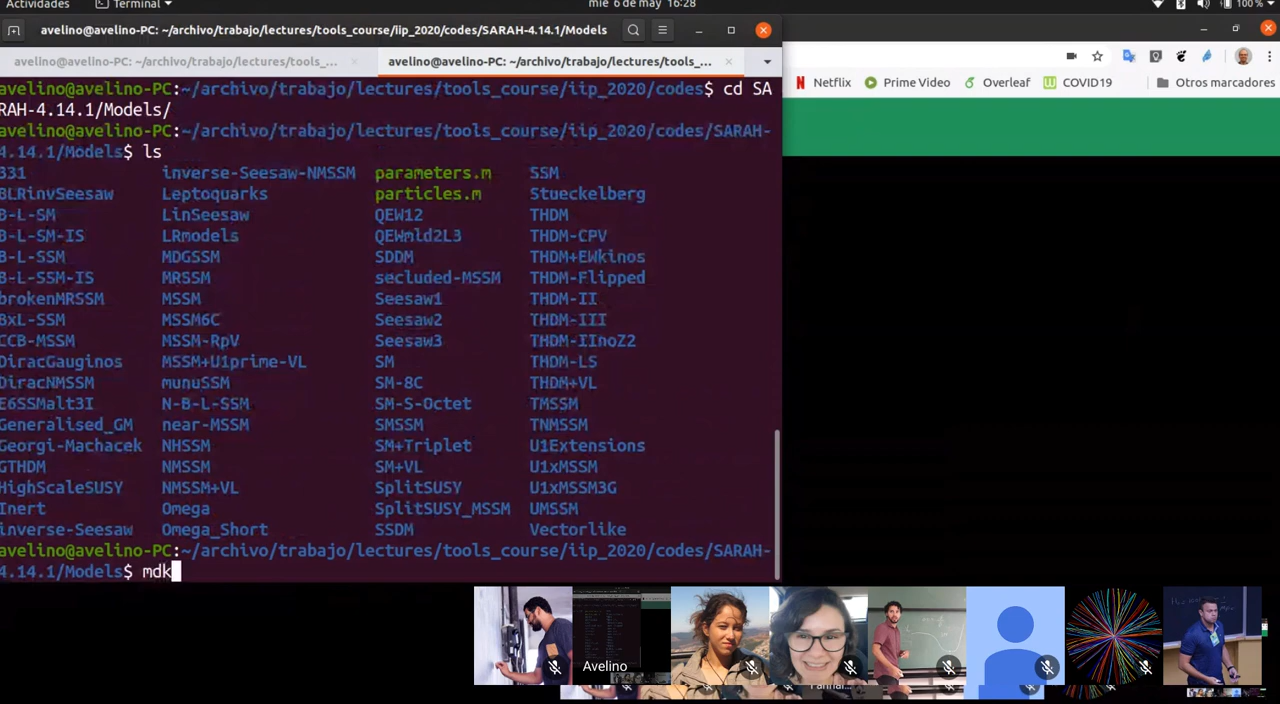 Actividades Terminal mié 6 de may 16:28 100 %
avelino@avelino-PC: ~/archivo/trabajo/lectures/tools_course/iip_2020/codes/SARAH-4.14.1/Models
avelino@avelino-PC: ~/archivo/trabajo/lectures/tools_... avelino@avelino-PC: ~/archivo/trabajo/lectures/tools_...
Netflix Prime Video Overleaf COVID19 Otros marcadores
avelino@avelino-PC:~/archivo/trabajo/lectures/tools_course/iip_2020/codes$ cd SA
RAH-4.14.1/Models/
avelino@avelino-PC:~/archivo/trabajo/lectures/tools_course/iip_2020/codes/SARAH-
4.14.1/Models$ ls
331 inverse-Seesaw-NMSSM parameters.m SSM
BLRinvSeesaw Leptoquarks particles.m Stueckelberg
B-L-SM LinSeesaw QEW12 THDM
B-L-SM-IS LRmodels QEWmld2L3 THDM-CPV
B-L-SSM MDGSSM SDDM THDM+EWkinos
B-L-SSM-IS MRSSM secluded-MSSM THDM-Flipped
brokenMRSSM MSSM Seesaw1 THDM-II
BxL-SSM MSSM6C Seesaw2 THDM-III
CCB-MSSM MSSM-RpV Seesaw3 THDM-IInoZ2
DiracGauginos MSSM+U1prime-VL SM THDM-LS
DiracNMSSM munuSSM SM-8C THDM+VL
E6SSMalt3I N-B-L-SSM SM-S-Octet TMSSM
Generalised_GM near-MSSM SMSSM TNMSSM
Georgi-Machacek NHSSM SM+Triplet U1Extensions
GTHDM NMSSM SM+VL U1xMSSM
HighScaleSUSY NMSSM+VL SplitSUSY U1xMSSM3G
Inert Omega SplitSUSY_MSSM UMSSM
inverse-Seesaw Omega_Short SSDM Vectorlike
avelino@avelino-PC:~/archivo/trabajo/lectures/tools_course/iip_2020/codes/SARAH-
4.14.1/Models$ mdk
Avelino